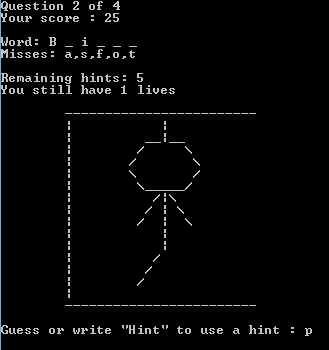 Question 2 of 4
Your score : 25
Word: B _ i _ _ _
Misses: a,s,f,o,t
Remaining hints: 5
You still have 1 lives
Guess or write "Hint" to use a hint : p